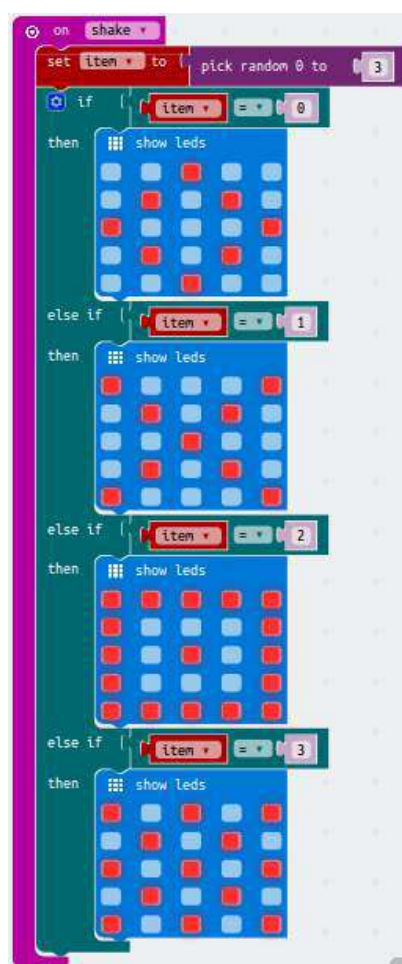 on shake
set item to pick random 0 to 3
if item = 0
then show leds
else if item = 1
then show leds
else if item = 2
then show leds
else if item = 3
then show leds